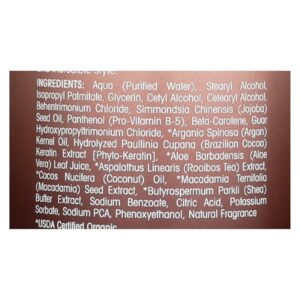 and Incredible Style.
INGREDIENTS: Aqua (Purified Water), Stearyl Alcohol,
Isopropyl Palmilate, Glycerin, Cetyl Alcohol, Cetearyl Alcohol,
Behentrimonium Chloride, Simmondsia Chinensis (Jojoba)
Seed Oil, Panthenol (Pro-Vitamin B-5), Beta-Carotene, Guar
Hydroxypropyltrimonium Chloride, *Argania Spinosa (Argan)
Kernel Oil, Hydrolyzed Paullinia Cupana (Brazilian Cocoa)
Keratin Extract [Phyto-Keratin], *Aloe Barbadensis (Aloe
Vera) Leaf Juice, *Aspalathus Linearis (Rooibos Tea) Extract,
*Cocos Nucifera (Coconut) Oil, *Macadamia Ternifolia
(Macadamia) Seed Extract, *Butyrospermum Parkii (Shea)
Butter Extract, Sodium Benzoate, Citric Acid, Potassium
Sorbate, Sodium PCA, Phenoxyethanol, Natural Fragrance
*USDA Certified Organic